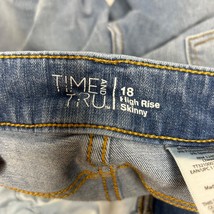 TIME AND TRU
18
High Rise
Skinny